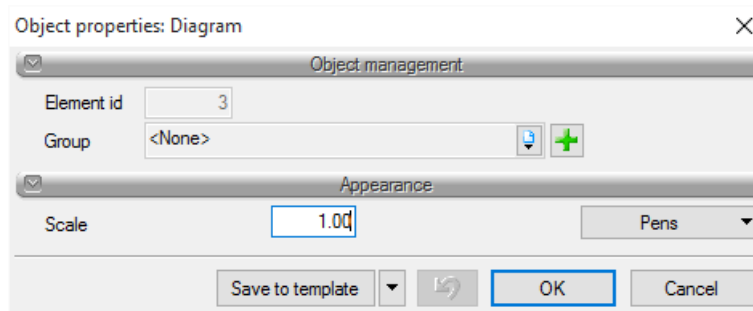 Object properties: Diagram
Object management
Element id 3
Group <None>
Appearance
Scale 1.00 Pens
Save to template OK Cancel